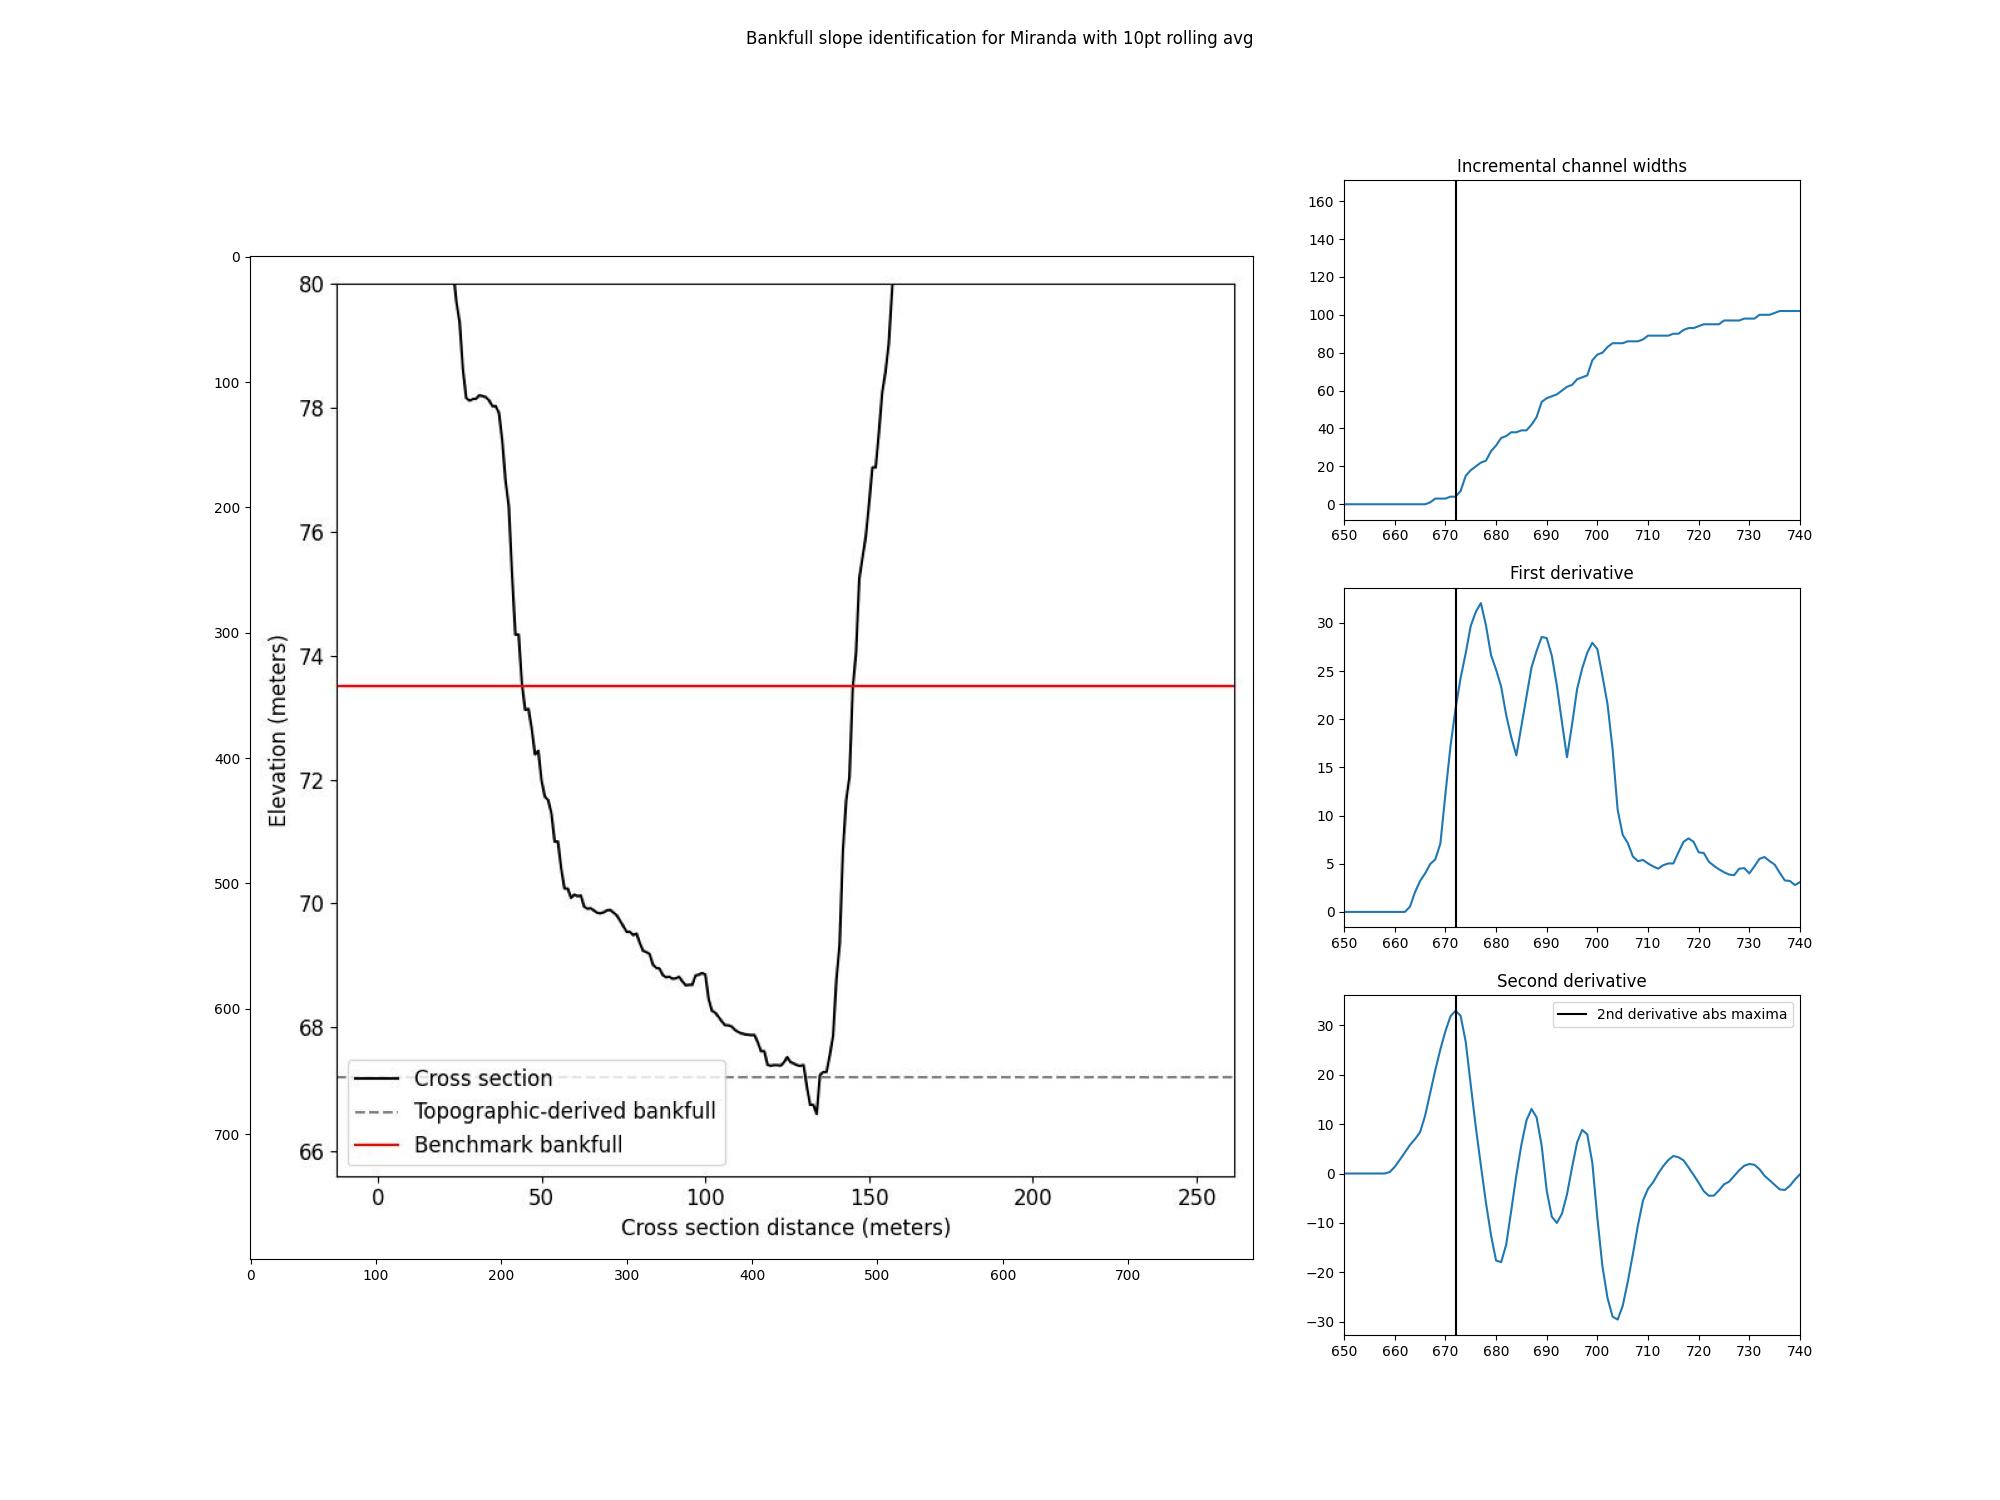 Bankfull slope identification for Miranda with 10pt rolling avg
0
100
200
300
400
500
600
700
0 100 200 300 400 500 600 700
80
78
76
74
72
70
68
66
Elevation (meters)
Cross section
Topographic-derived bankfull
Benchmark bankfull
0 50 100 150 200 250
Cross section distance (meters)
Incremental channel widths
160
140
120
100
80
60
40
20
0
650 660 670 680 690 700 710 720 730 740
First derivative
30
25
20
15
10
5
0
650 660 670 680 690 700 710 720 730 740
Second derivative
2nd derivative abs maxima
30
20
10
0
−10
−20
−30
650 660 670 680 690 700 710 720 730 740